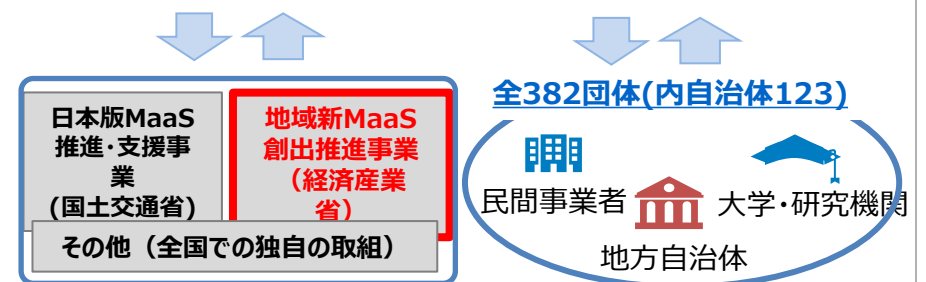 日本版MaaS
推進・支援事
業
(国土交通省)
地域新MaaS
創出推進事業
（経済産業
省）
その他（全国での独自の取組）
全382団体(内自治体123)
民間事業者
大学・研究機関
地方自治体